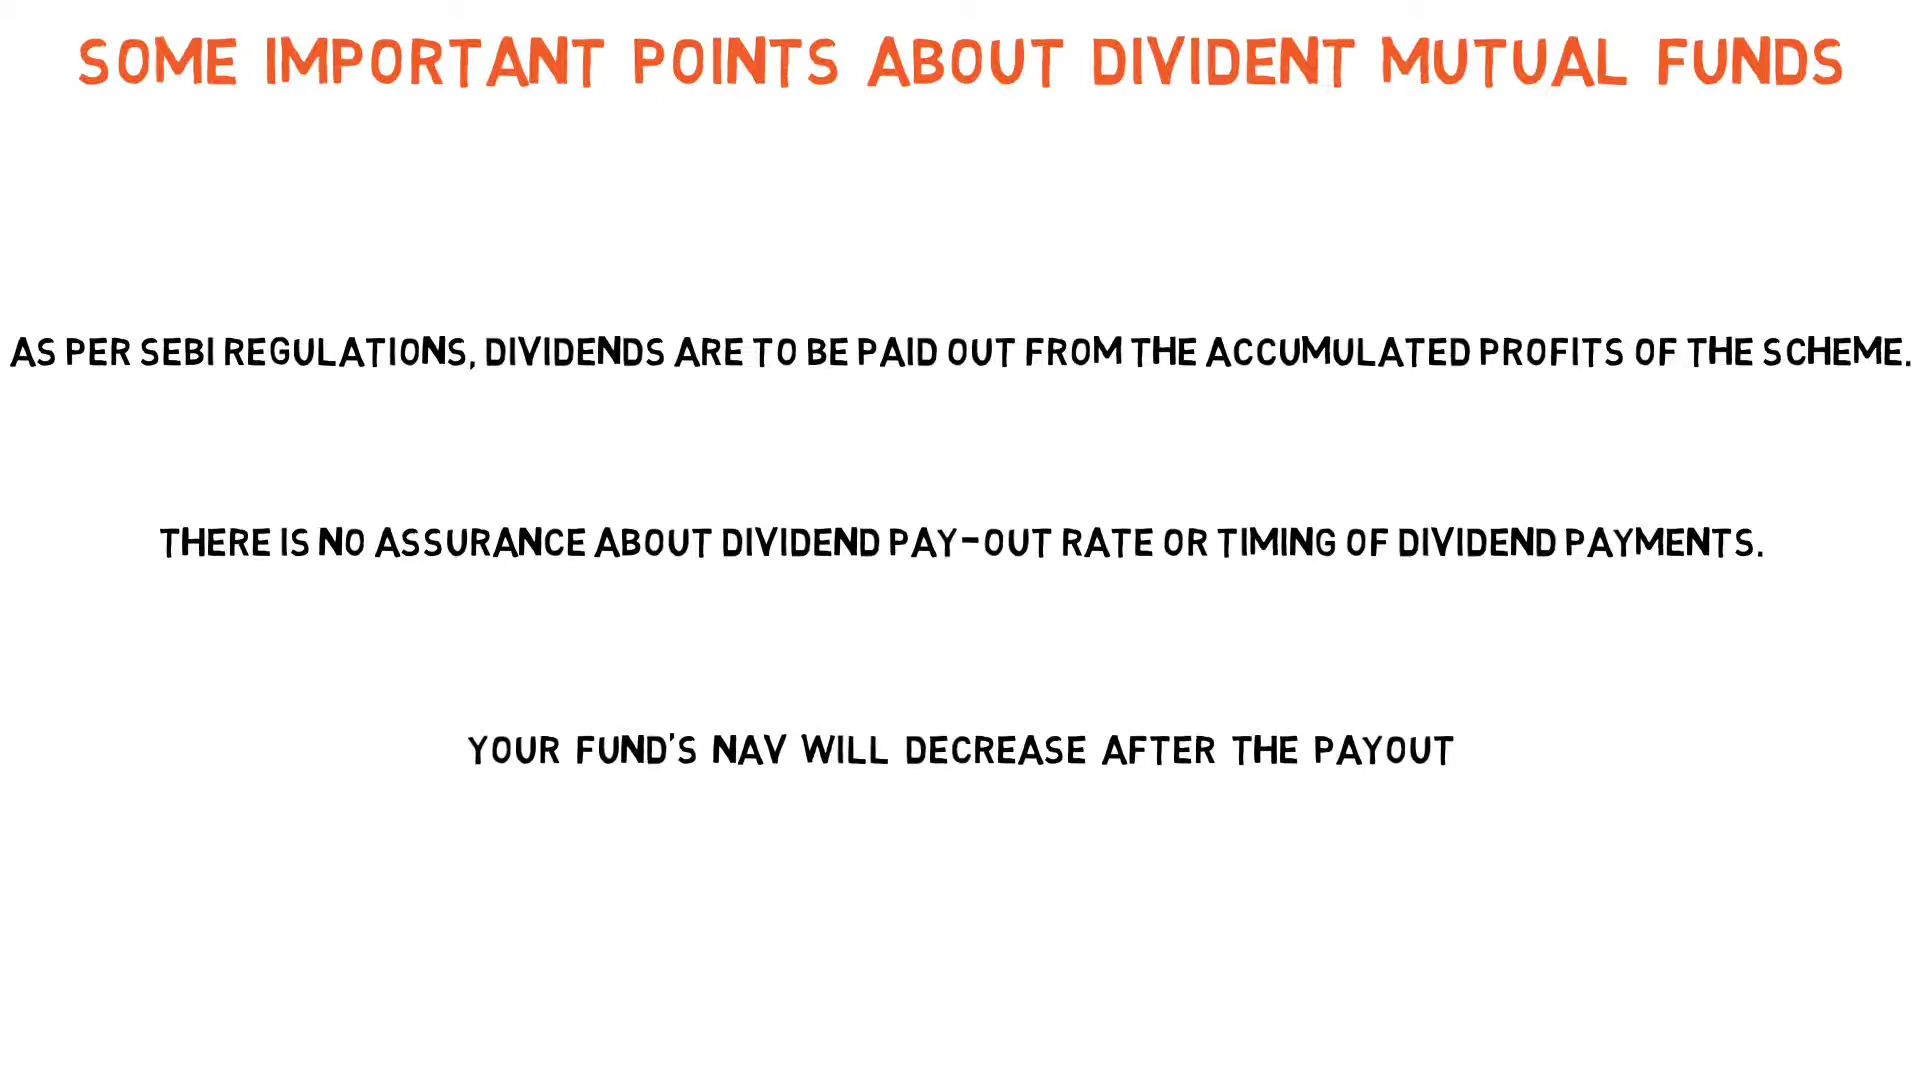 SOME IMPORTANT POINTS ABOUT DIVIDENT MUTUAL FUNDS
AS PER SEBI REGULATIONS, DIVIDENDS ARE TO BE PAID OUT FROM THE ACCUMULATED PROFITS OF THE SCHEME.
THERE IS NO ASSURANCE ABOUT DIVIDEND PAY-OUT RATE OR TIMING OF DIVIDEND PAYMENTS.
YOUR FUND'S NAV WILL DECREASE AFTER THE PAYOUT